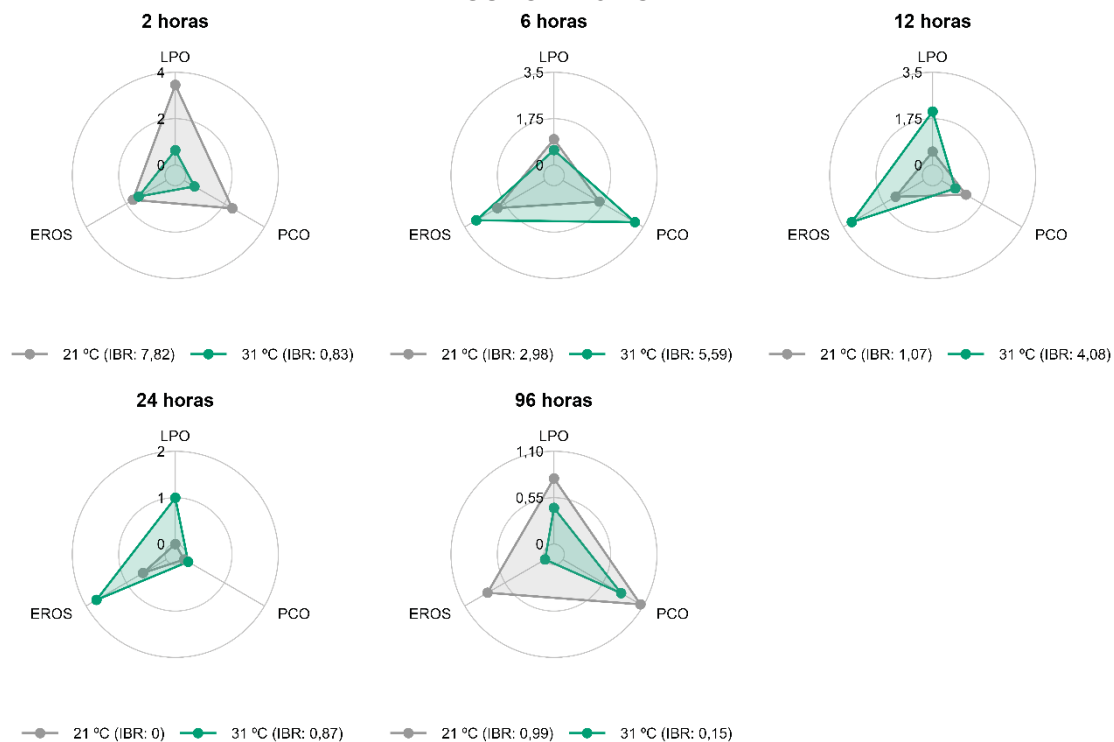 2 horas
LPO
4
2
0
EROS
PCO
21 ºC (IBR: 7,82)
31 ºC (IBR: 0,83)
6 horas
LPO
3,5
1,75
0
EROS
PCO
21 ºC (IBR: 2,98)
31 ºC (IBR: 5,59)
12 horas
LPO
3,5
1,75
0
EROS
PCO
21 ºC (IBR: 1,07)
31 ºC (IBR: 4,08)
24 horas
LPO
2
1
0
EROS
PCO
21 ºC (IBR: 0)
31 ºC (IBR: 0,87)
96 horas
LPO
1,10
0,55
0
EROS
PCO
21 ºC (IBR: 0,99)
31 ºC (IBR: 0,15)